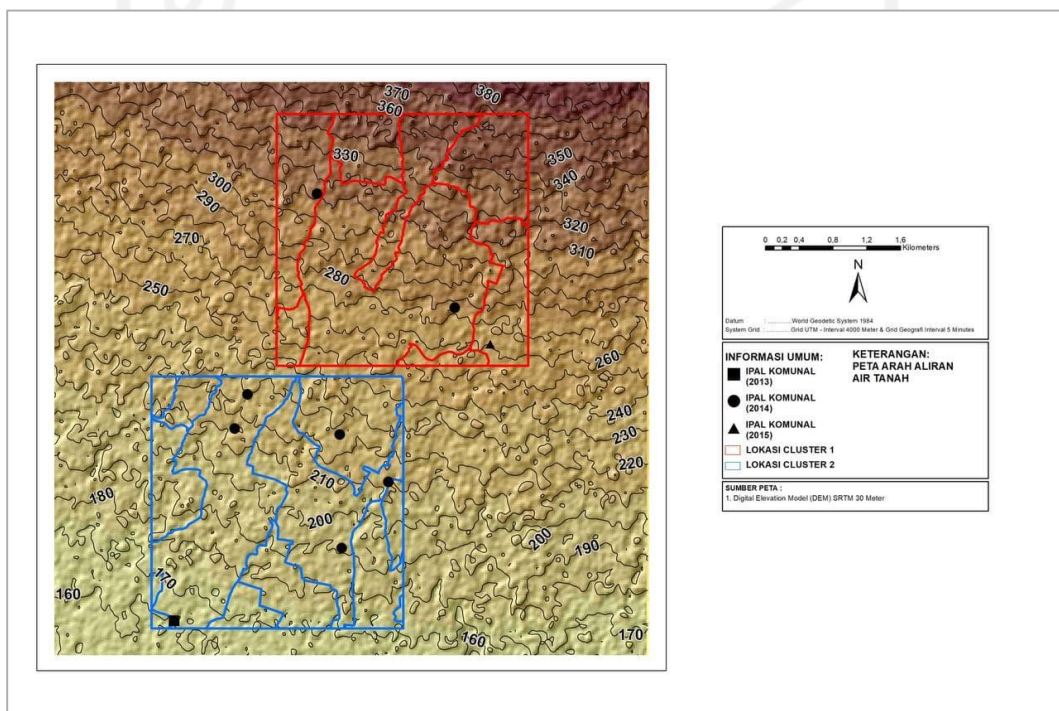 370
380
360
330
350
300
340
290
320
270
310
280
250
260
240
230
210
220
180
200
200
190
170
160
160
170
0 0,2 0,4 0,8 1,2 1,6
Kilometers
N
Datum : ..........World Geodetic System 1984
System Grid : ..........Grid UTM - Interval 4000 Meter & Grid Geografi Interval 5 Minutes
INFORMASI UMUM:
IPAL KOMUNAL
(2013)
IPAL KOMUNAL
(2014)
IPAL KOMUNAL
(2015)
LOKASI CLUSTER 1
LOKASI CLUSTER 2
KETERANGAN:
PETA ARAH ALIRAN
AIR TANAH
SUMBER PETA :
1. Digital Elevation Model (DEM) SRTM 30 Meter